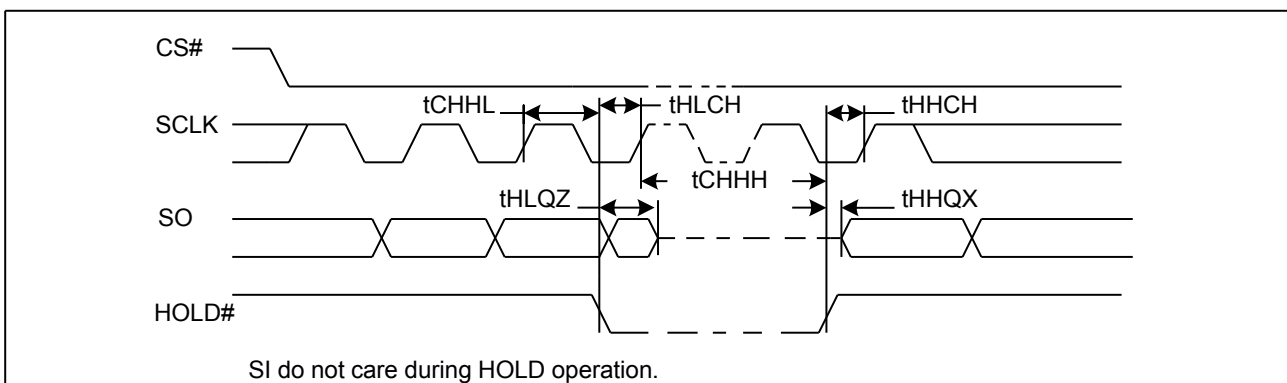 CS#
tCHHL
tHLCH
tHHCH
SCLK
tCHHH
tHLQZ
tHHQX
SO
HOLD#
SI do not care during HOLD operation.